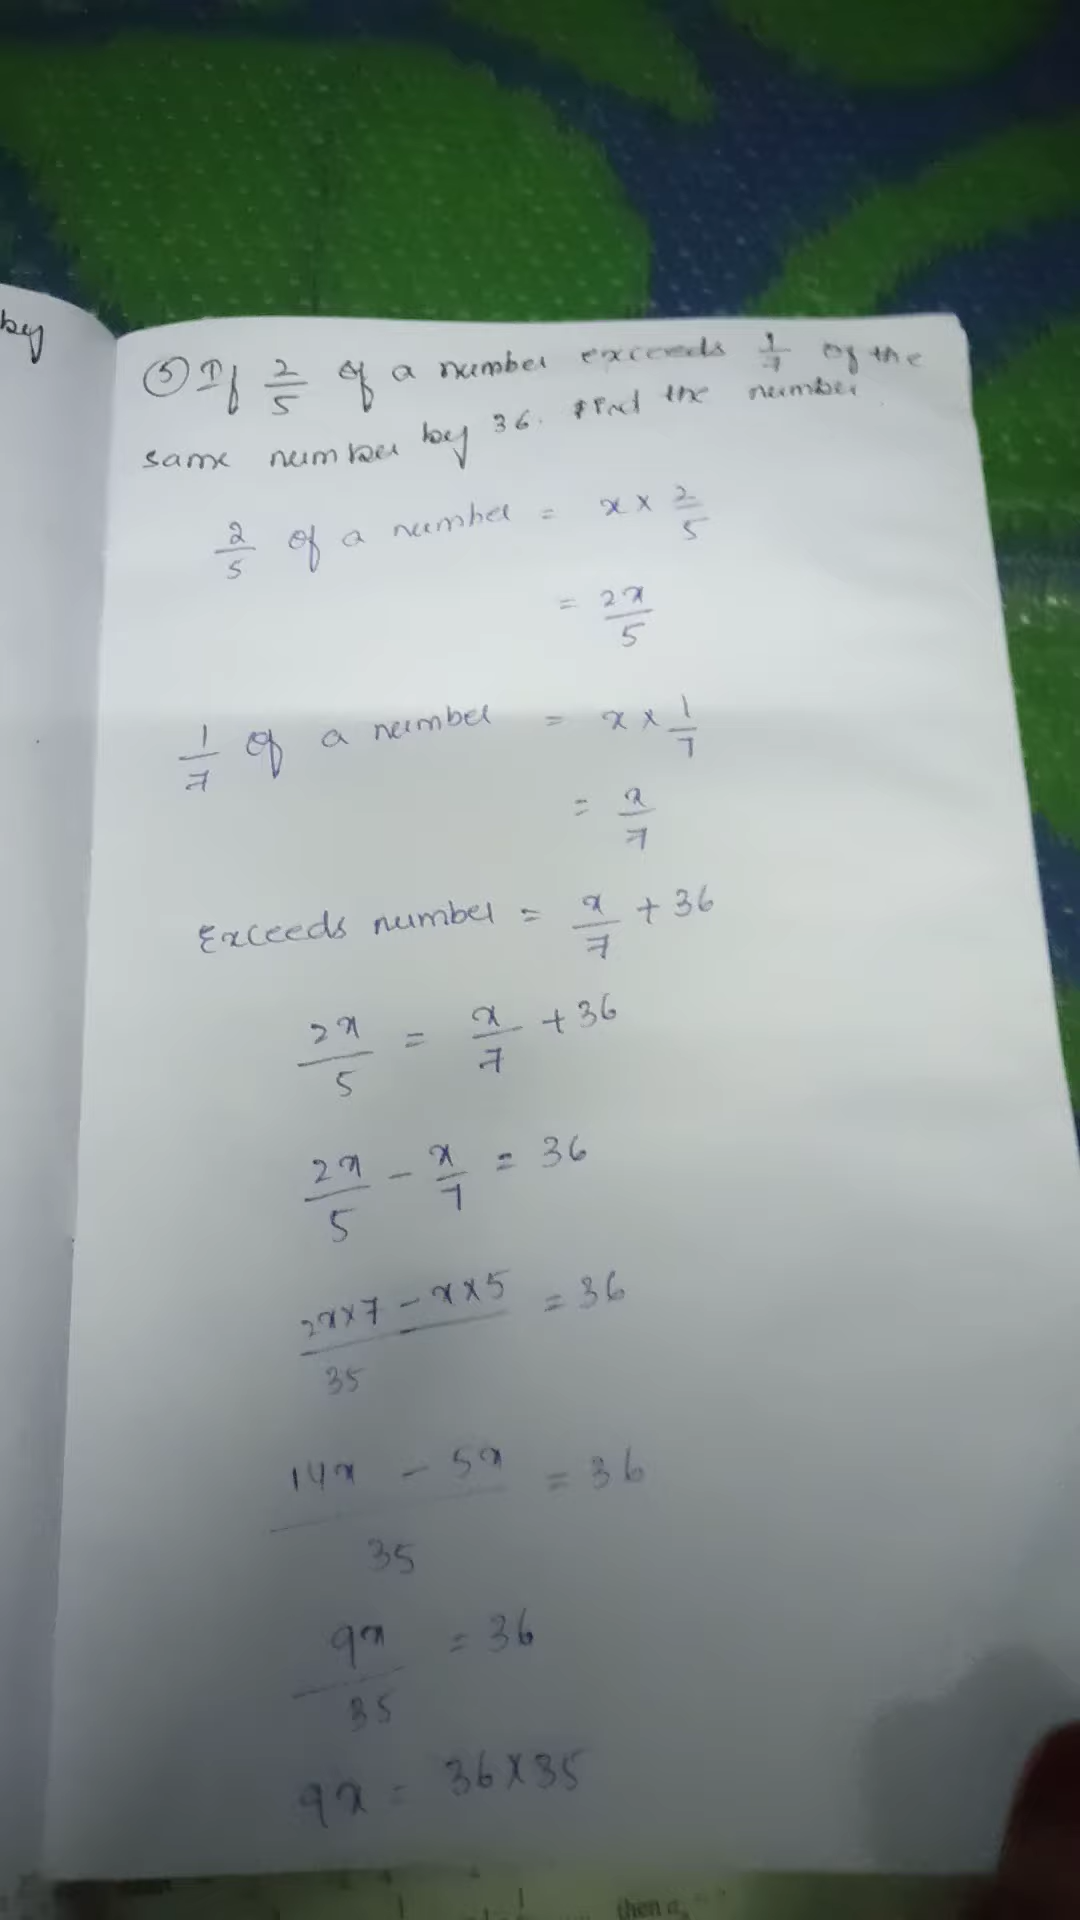 by
⑤ If 2/5 of a number exceeds 1/7 of the
same number by 36. Find the number.
2/5 of a number = x × 2/5
= 2x/5
1/7 of a number = x × 1/7
= x/7
Exceeds number = x/7 + 36
2x/5 = x/7 + 36
2x/5 - x/7 = 36
2x×7 - x×5 / 35 = 36
14x - 5x / 35 = 36
9x/35 = 36
9x = 36 × 35
then a